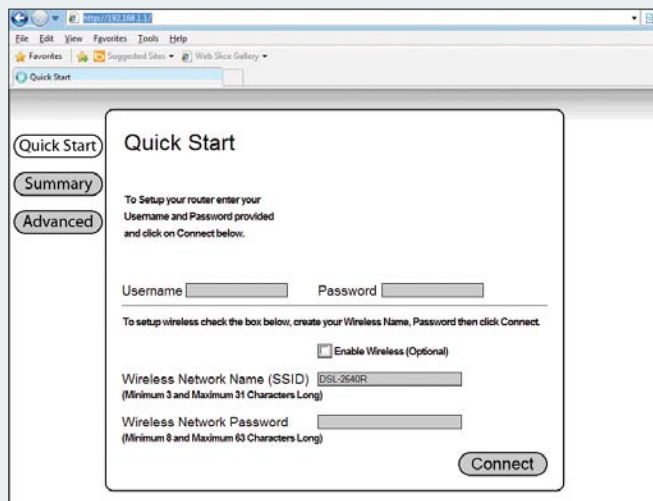 http://192.168.1.1/
File Edit View Favorites Tools Help
Favorites Suggested Sites Web Slice Gallery
Quick Start
Quick Start
Summary
Advanced
Quick Start
To Setup your router enter your
Username and Password provided
and click on Connect below.
Username Password
To setup wireless check the box below, create your Wireless Name, Password then click Connect.
Enable Wireless (Optional)
Wireless Network Name (SSID) DSL-2640R
(Minimum 3 and Maximum 31 Characters Long)
Wireless Network Password
(Minimum 8 and Maximum 63 Characters Long)
Connect